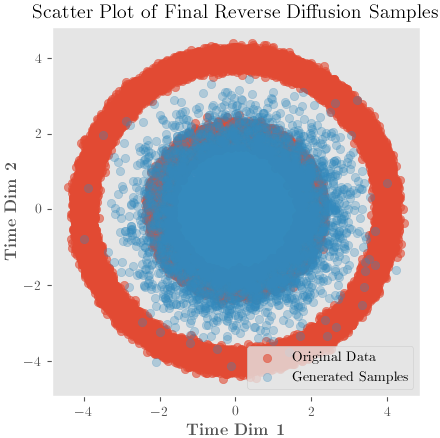 Scatter Plot of Final Reverse Diffusion Samples
4
2
0
−2
−4
Time Dim 2
−4 −2 0 2 4
Time Dim 1
Original Data
Generated Samples